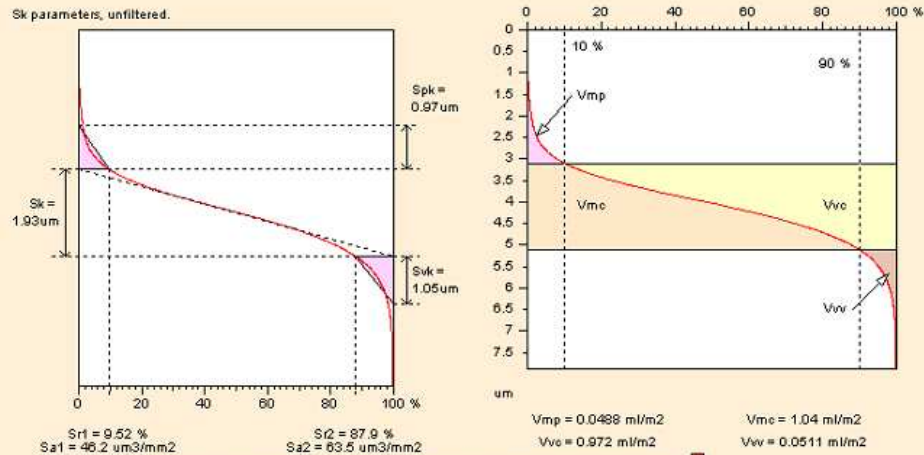 Sk parameters, unfiltered.
Spk =
0.97um
Sk =
1.93um
Svk =
1.05um
0 20 40 60 80 100 %
Sr1 = 9.52 % Sr2 = 87.9 %
Sa1 = 46.2 um3/mm2 Sa2 = 63.5 um3/mm2
0 20 40 60 80 100 %
0
0.5
1
1.5
2
2.5
3
3.5
4
4.5
5
5.5
6
6.5
7
7.5
um
10 %
90 %
Vmp
Vmc Vvc
Vvv
Vmp = 0.0488 ml/m2 Vmc = 1.04 ml/m2
Vvc = 0.972 ml/m2 Vvv = 0.0511 ml/m2